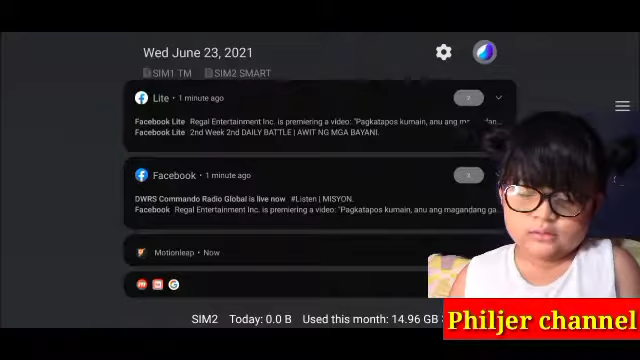 Wed June 23, 2021
SIM1 TM SIM2 SMART
Lite • 1 minute ago
2
Facebook Lite Regal Entertainment Inc. is premiering a video: "Pagkatapos kumain, anu ang
Facebook Lite 2nd Week 2nd DAILY BATTLE | AWIT NG MGA BAYANI.
Facebook • 1 minute ago
3
DWRS Commando Radio Global is live now #Listen | MISYON.
Facebook Regal Entertainment Inc. is premiering a video: "Pagkatapos kumain, anu ang magandang ga...
Motionleap • Now
SIM2 Today: 0.0 B Used this month: 14.96 GB
Philjer channel